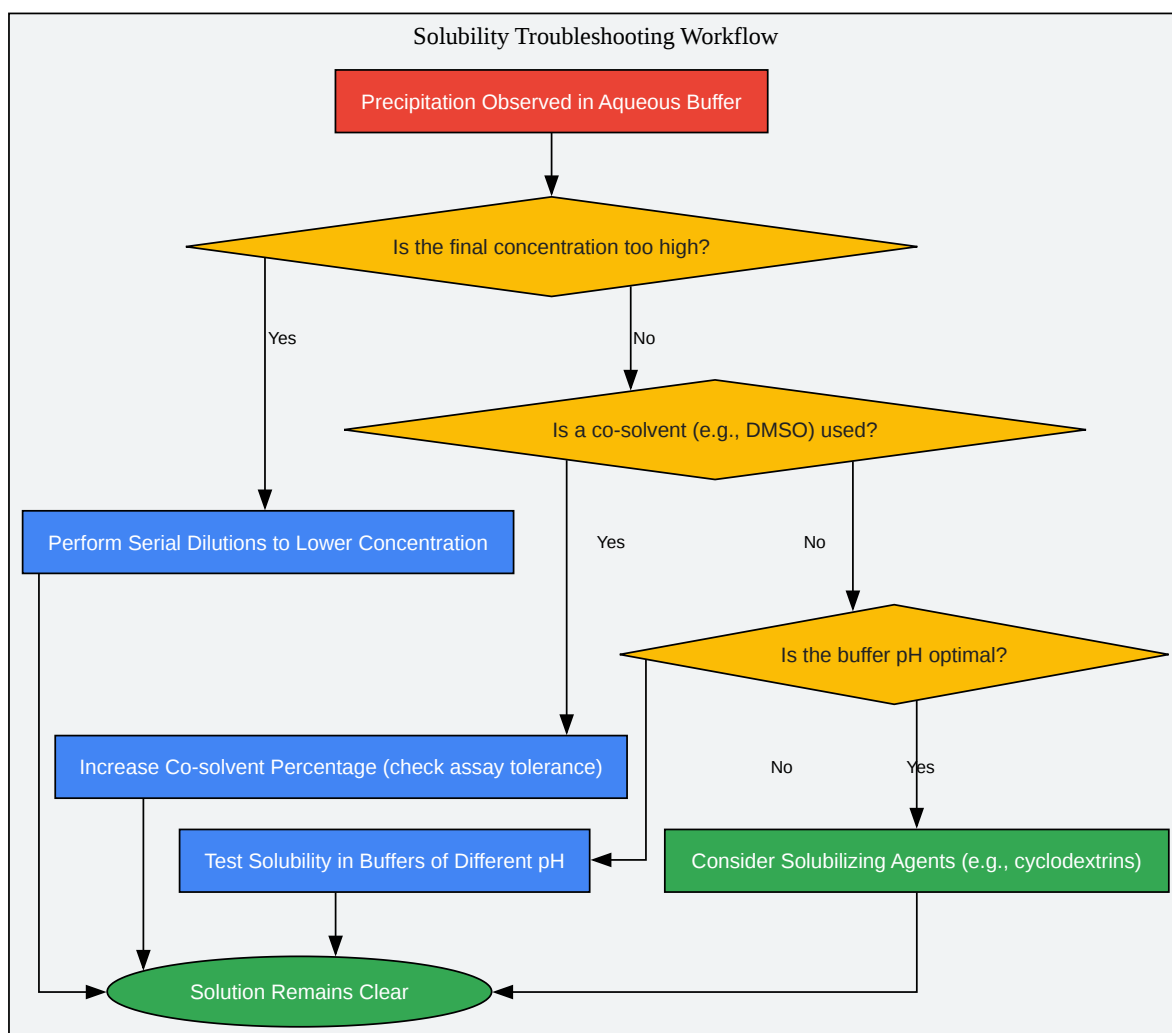 Solubility Troubleshooting Workflow
Precipitation Observed in Aqueous Buffer
Is the final concentration too high?
Yes
No
Is a co-solvent (e.g., DMSO) used?
Perform Serial Dilutions to Lower Concentration
Yes
No
Is the buffer pH optimal?
Increase Co-solvent Percentage (check assay tolerance)
No
Yes
Test Solubility in Buffers of Different pH
Consider Solubilizing Agents (e.g., cyclodextrins)
Solution Remains Clear